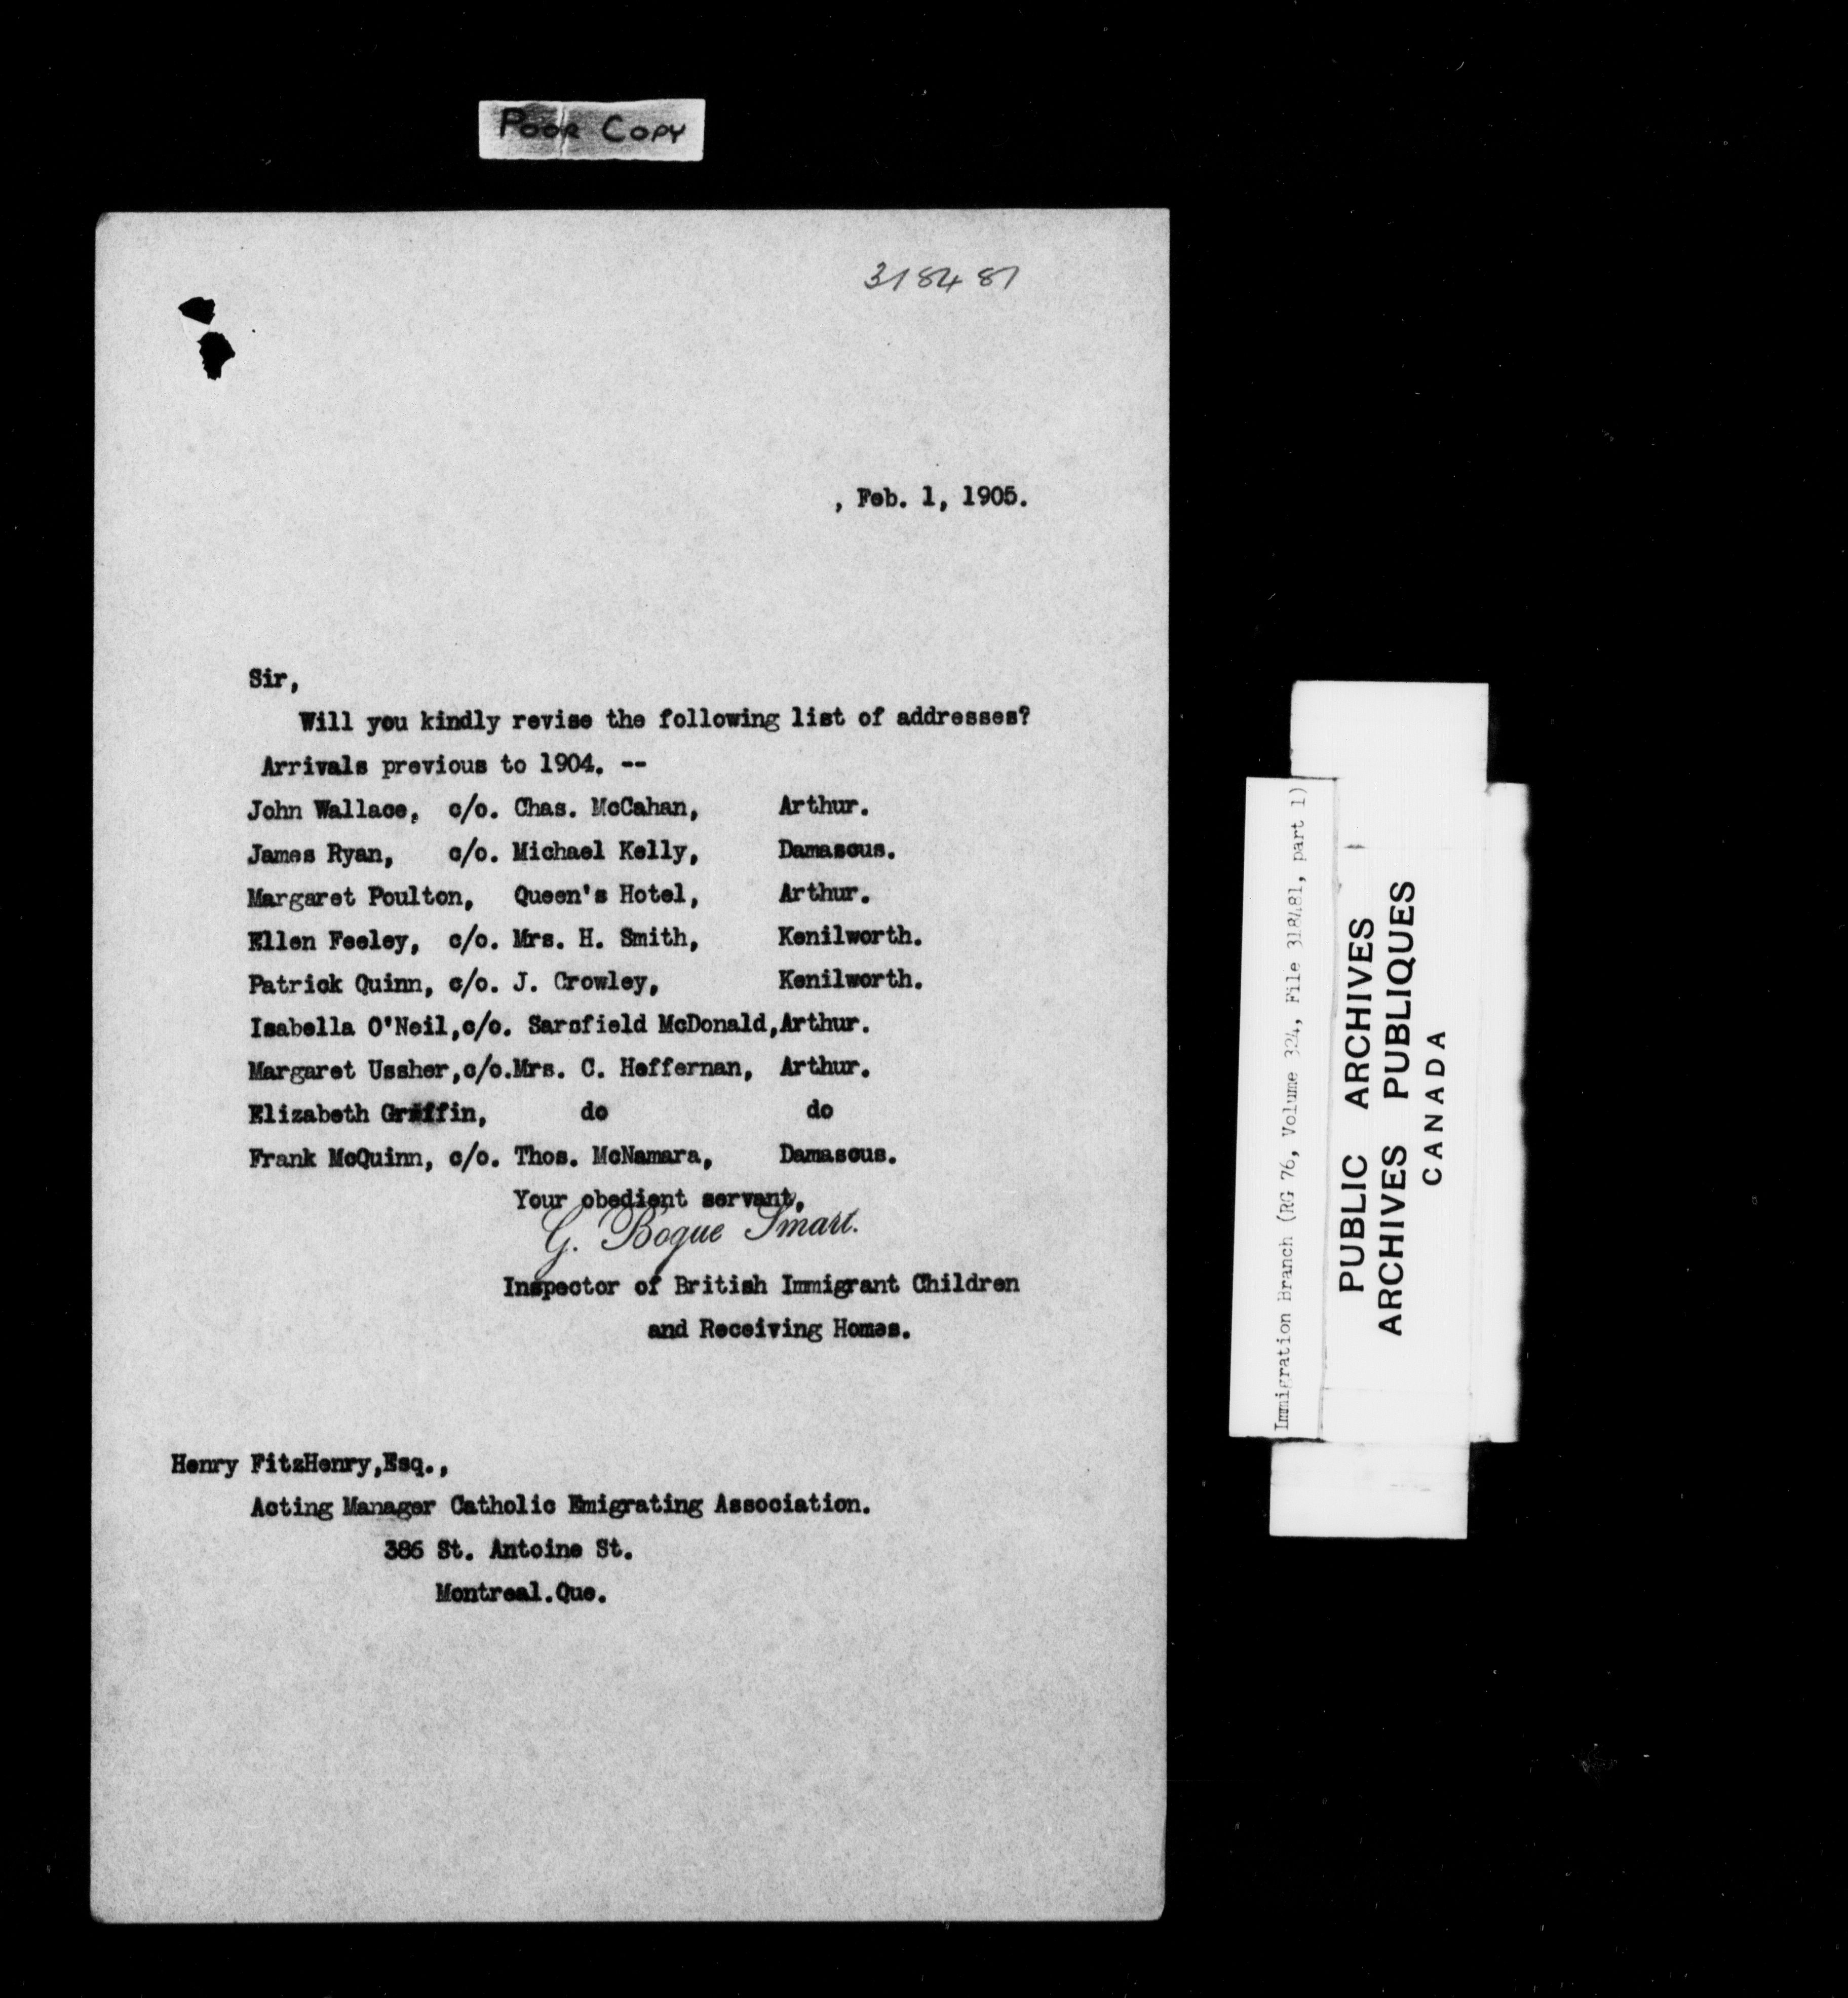 POOR COPY
318481
, Feb. 1, 1905.
Sir,
Will you kindly revise the following list of addresses?
Arrivals previous to 1904. --
John Wallace, c/o. Chas. McCahan, Arthur.
James Ryan, c/o. Michael Kelly, Damascus.
Margaret Poulton, Queen's Hotel, Arthur.
Ellen Feeley, c/o. Mrs. H. Smith, Kenilworth.
Patrick Quinn, c/o. J. Crowley, Kenilworth.
Isabella O'Neil,c/o. Sarsfield McDonald,Arthur.
Margaret Ussher,c/o.Mrs. C. Heffernan, Arthur.
Elizabeth Griffin, do do
Frank McQuinn, c/o. Thos. McNamara, Damascus.
Your obedient servant,
G. Bogue Smart.
Inspector of British Immigrant Children
and Receiving Homes.
Henry FitzHenry,Esq.,
Acting Manager Catholic Emigrating Association.
386 St. Antoine St.
Montreal.Que.
Immigration Branch (RG 76, Volume 324, File 318481, part 1)
PUBLIC ARCHIVES
ARCHIVES PUBLIQUES
CANADA